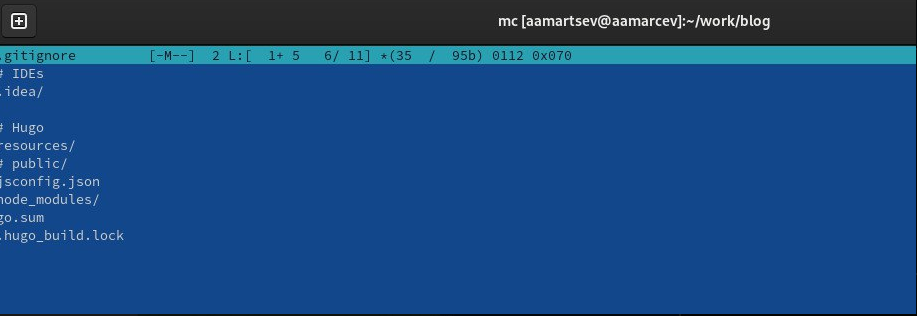 mc [aamartsev@aamarcev]:~/work/blog
.gitignore [-M--] 2 L:[ 1+ 5 6/ 11] *(35 / 95b) 0112 0x070
# IDEs
.idea/
# Hugo
resources/
# public/
jsconfig.json
node_modules/
go.sum
.hugo_build.lock